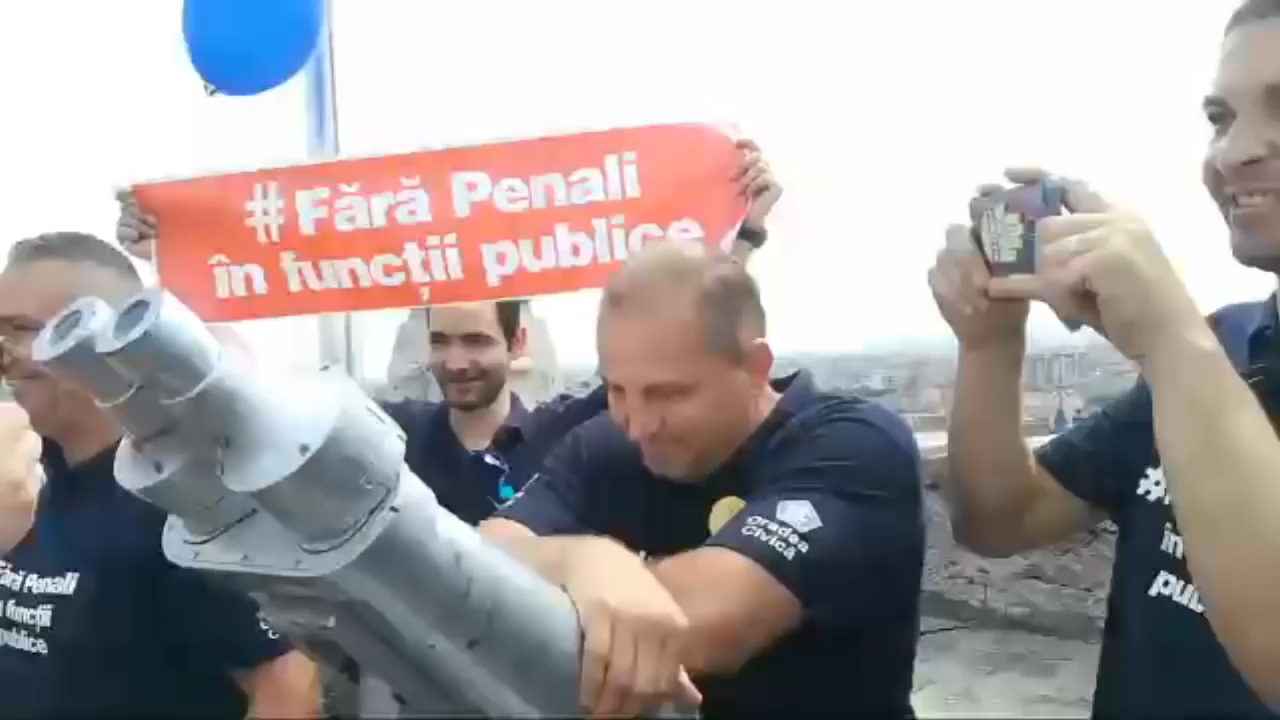 #Fără Penali
în funcții publice
Oradea
Civică
Fără Penali
funcții
publice
în